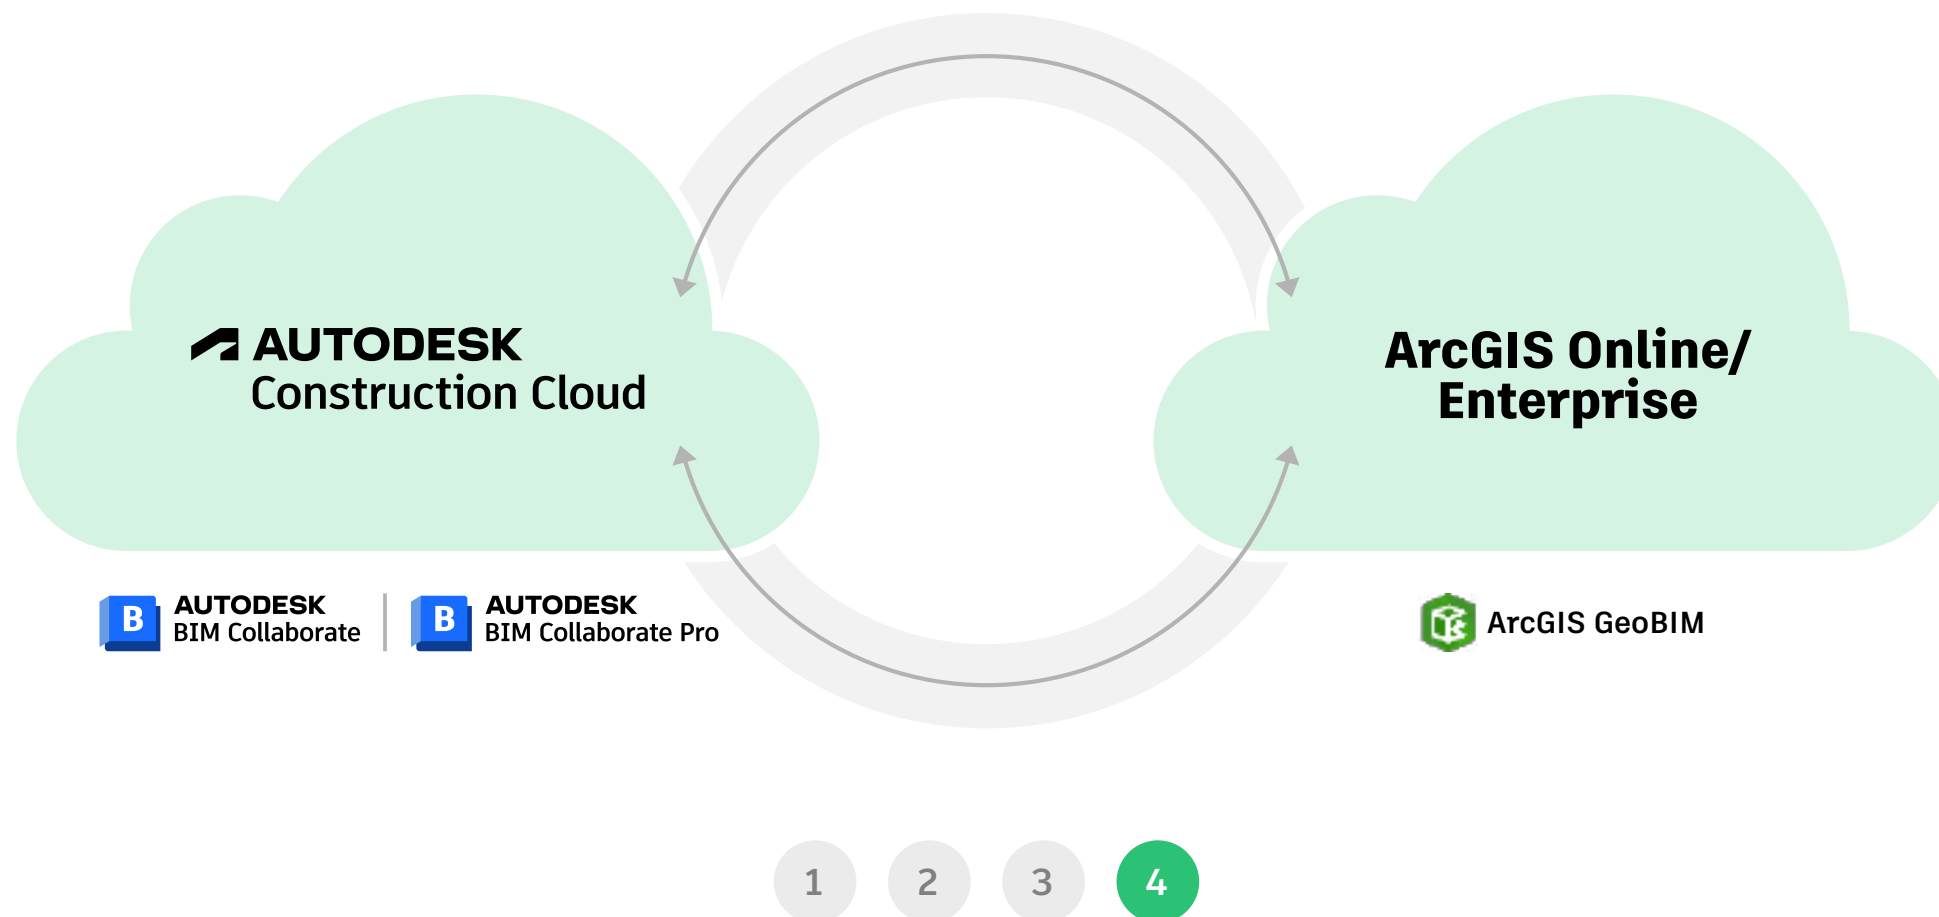 AUTODESK
Construction Cloud
ArcGIS Online/
Enterprise
B
AUTODESK
BIM Collaborate
B
AUTODESK
BIM Collaborate Pro
ArcGIS GeoBIM
1
2
3
4